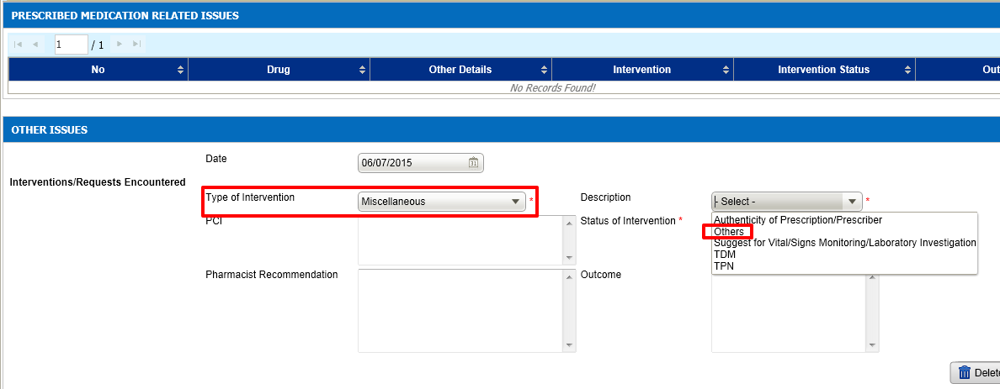 PRESCRIBED MEDICATION RELATED ISSUES
1 / 1
No Drug Other Details Intervention Intervention Status Out
No Records Found!
OTHER ISSUES
Date 06/07/2015 31
Interventions/Requests Encountered
Type of Intervention Miscellaneous * Description - Select - *
PCI Status of Intervention * Authenticity of Prescription/Prescriber
Others
Suggest for Vital/Signs Monitoring/Laboratory Investigation
TDM
TPN
Pharmacist Recommendation Outcome
Delete